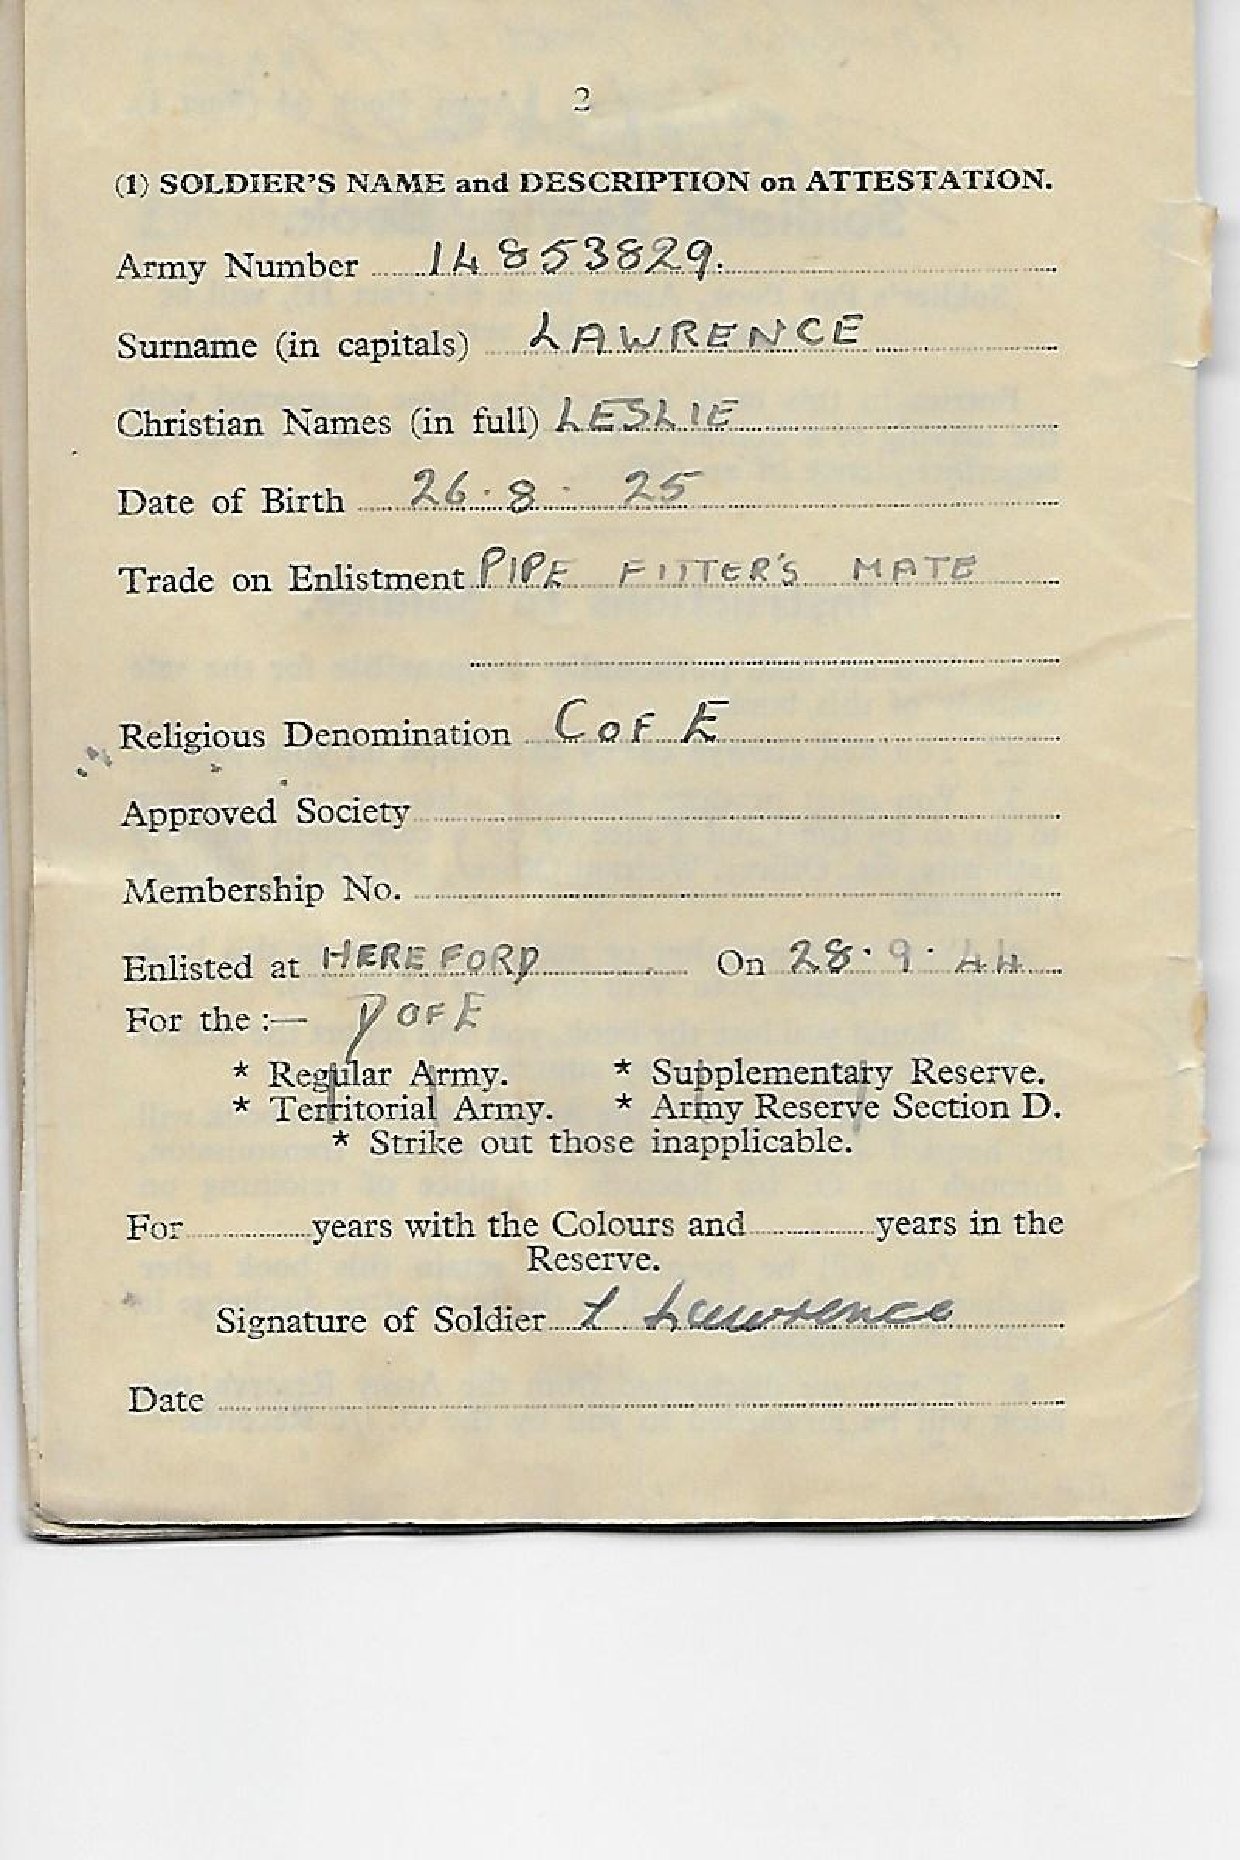 2
(1) SOLDIER'S NAME and DESCRIPTION on ATTESTATION.
Army Number 14853829.
Surname (in capitals) LAWRENCE
Christian Names (in full) LESLIE
Date of Birth 26.8.25
Trade on Enlistment PIPE FITTER'S MATE
Religious Denomination C OF E
Approved Society
Membership No.
Enlisted at HEREFORD On 28.9.44
For the :— D OF E
* Regular Army. * Supplementary Reserve.
* Territorial Army. * Army Reserve Section D.
* Strike out those inapplicable.
For years with the Colours and years in the
Reserve.
Signature of Soldier L Lawrence
Date